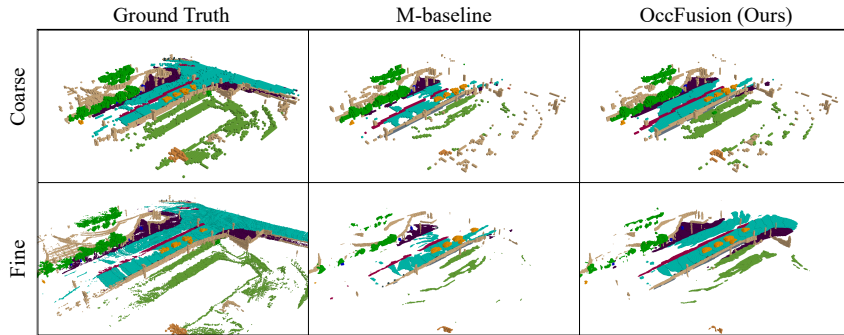 Ground Truth
M-baseline
OccFusion (Ours)
Coarse
Fine